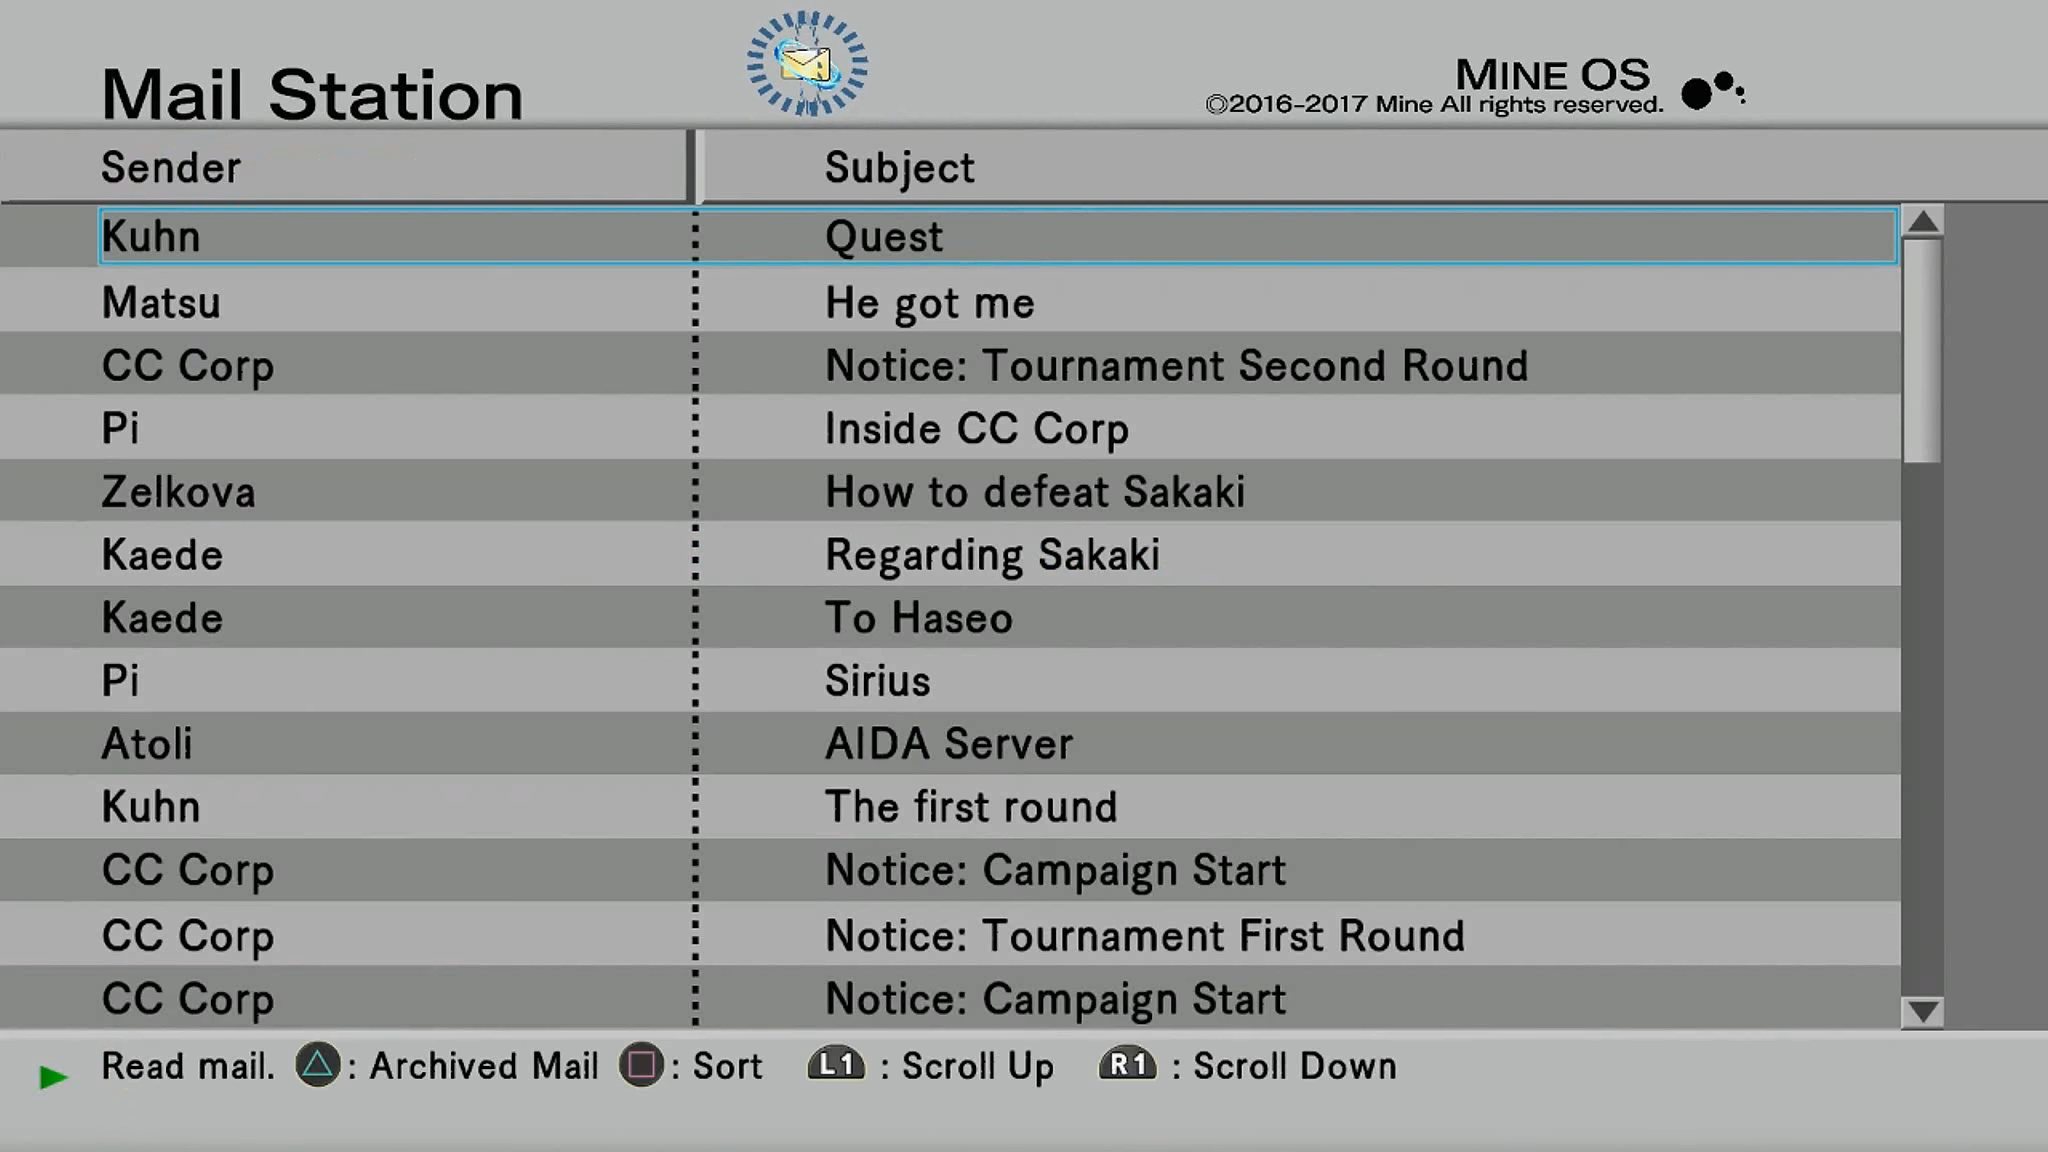 Mail Station
MINE OS
©2016-2017 Mine All rights reserved.
Sender Subject
Kuhn Quest
Matsu He got me
CC Corp Notice: Tournament Second Round
Pi Inside CC Corp
Zelkova How to defeat Sakaki
Kaede Regarding Sakaki
Kaede To Haseo
Pi Sirius
Atoli AIDA Server
Kuhn The first round
CC Corp Notice: Campaign Start
CC Corp Notice: Tournament First Round
CC Corp Notice: Campaign Start
Read mail. : Archived Mail : Sort L1 : Scroll Up R1 : Scroll Down